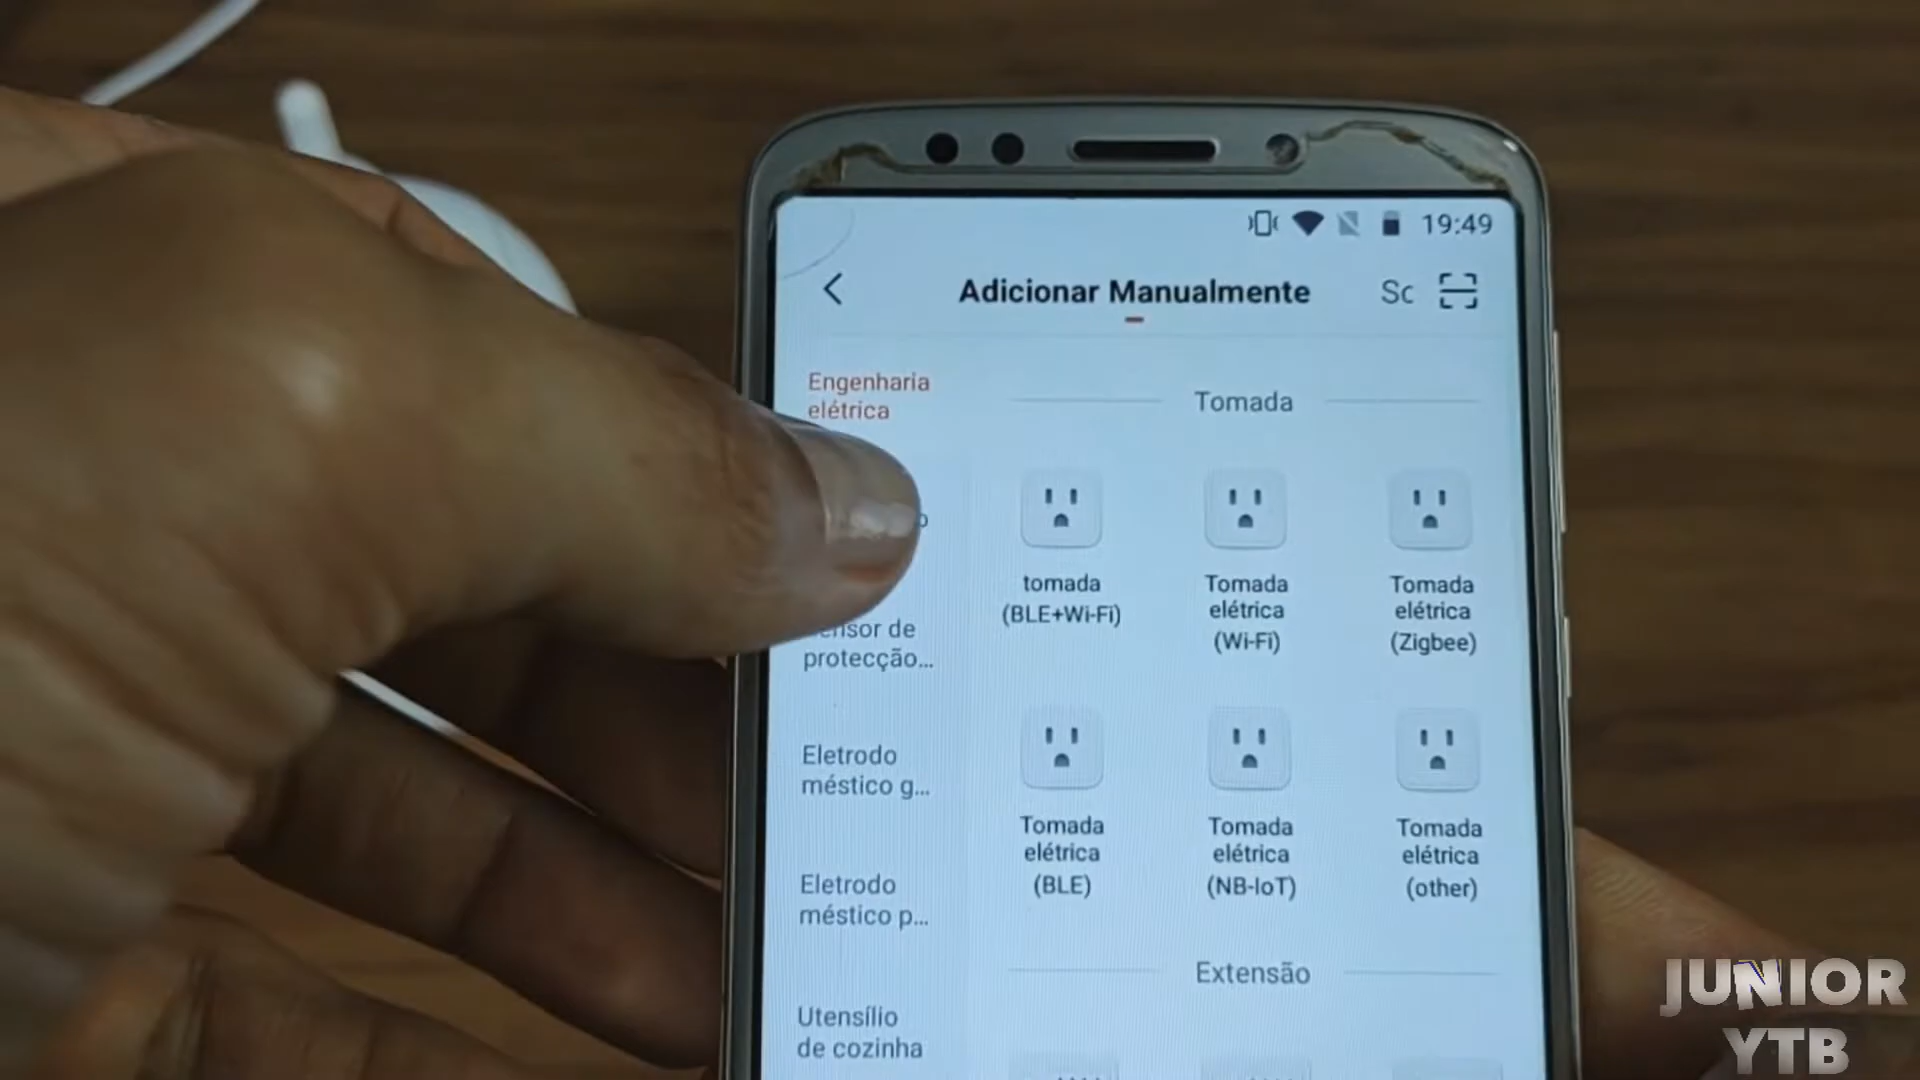 19:49
Adicionar Manualmente
Sc
Engenharia
elétrica
Tomada
tomada
(BLE+Wi-Fi)
Tomada
elétrica
(Wi-Fi)
Tomada
elétrica
(Zigbee)
de
protecção...
Tomada
elétrica
(BLE)
Tomada
elétrica
(NB-IoT)
Tomada
elétrica
(other)
Eletrodo
méstico g...
Eletrodo
méstico p...
Extensão
Utensílio
de cozinha
JUNIOR
YTB